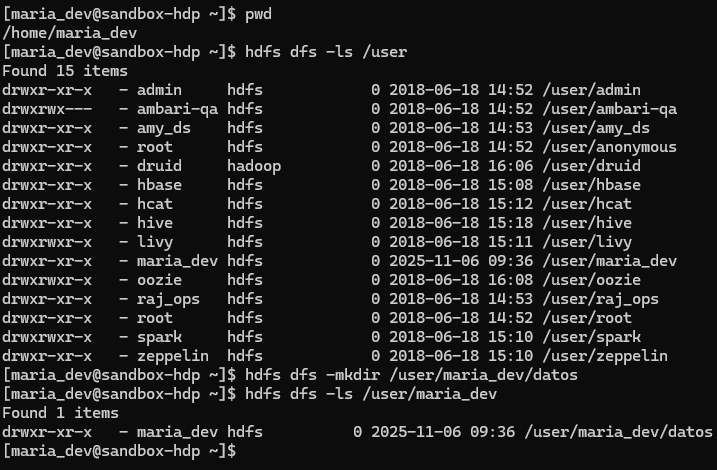 [maria_dev@sandbox-hdp ~]$ pwd
/home/maria_dev
[maria_dev@sandbox-hdp ~]$ hdfs dfs -ls /user
Found 15 items
drwxr-xr-x   - admin     hdfs            0 2018-06-18 14:52 /user/admin
drwxrwx---   - ambari-qa hdfs            0 2018-06-18 14:52 /user/ambari-qa
drwxr-xr-x   - amy_ds    hdfs            0 2018-06-18 14:53 /user/amy_ds
drwxr-xr-x   - root      hdfs            0 2018-06-18 14:52 /user/anonymous
drwxr-xr-x   - druid     hadoop          0 2018-06-18 16:06 /user/druid
drwxr-xr-x   - hbase     hdfs            0 2018-06-18 15:08 /user/hbase
drwxr-xr-x   - hcat      hdfs            0 2018-06-18 15:12 /user/hcat
drwxr-xr-x   - hive      hdfs            0 2018-06-18 15:18 /user/hive
drwxrwxr-x   - livy      hdfs            0 2018-06-18 15:11 /user/livy
drwxr-xr-x   - maria_dev hdfs            0 2025-11-06 09:36 /user/maria_dev
drwxrwxr-x   - oozie     hdfs            0 2018-06-18 16:08 /user/oozie
drwxr-xr-x   - raj_ops   hdfs            0 2018-06-18 14:53 /user/raj_ops
drwxr-xr-x   - root      hdfs            0 2018-06-18 14:52 /user/root
drwxrwxr-x   - spark     hdfs            0 2018-06-18 15:10 /user/spark
drwxr-xr-x   - zeppelin  hdfs            0 2018-06-18 15:10 /user/zeppelin
[maria_dev@sandbox-hdp ~]$ hdfs dfs -mkdir /user/maria_dev/datos
[maria_dev@sandbox-hdp ~]$ hdfs dfs -ls /user/maria_dev
Found 1 items
drwxr-xr-x   - maria_dev hdfs          0 2025-11-06 09:36 /user/maria_dev/datos
[maria_dev@sandbox-hdp ~]$